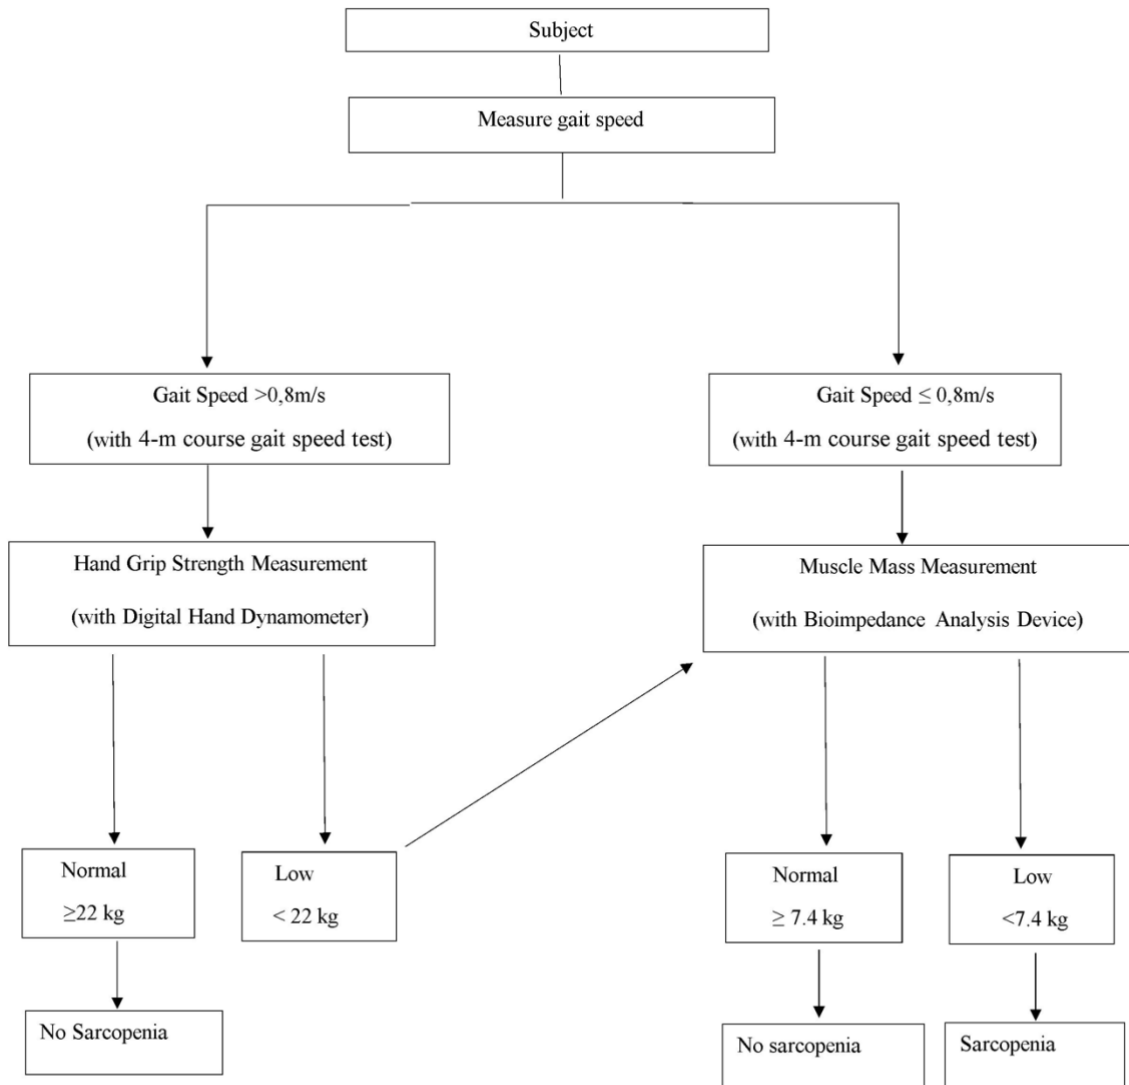 Subject
Measure gait speed
Gait Speed >0,8m/s
(with 4-m course gait speed test)
Gait Speed ≤ 0,8m/s
(with 4-m course gait speed test)
Hand Grip Strength Measurement
(with Digital Hand Dynamometer)
Muscle Mass Measurement
(with Bioimpedance Analysis Device)
Normal
≥22 kg
Low
< 22 kg
Normal
≥ 7.4 kg
Low
<7.4 kg
No Sarcopenia
No sarcopenia
Sarcopenia